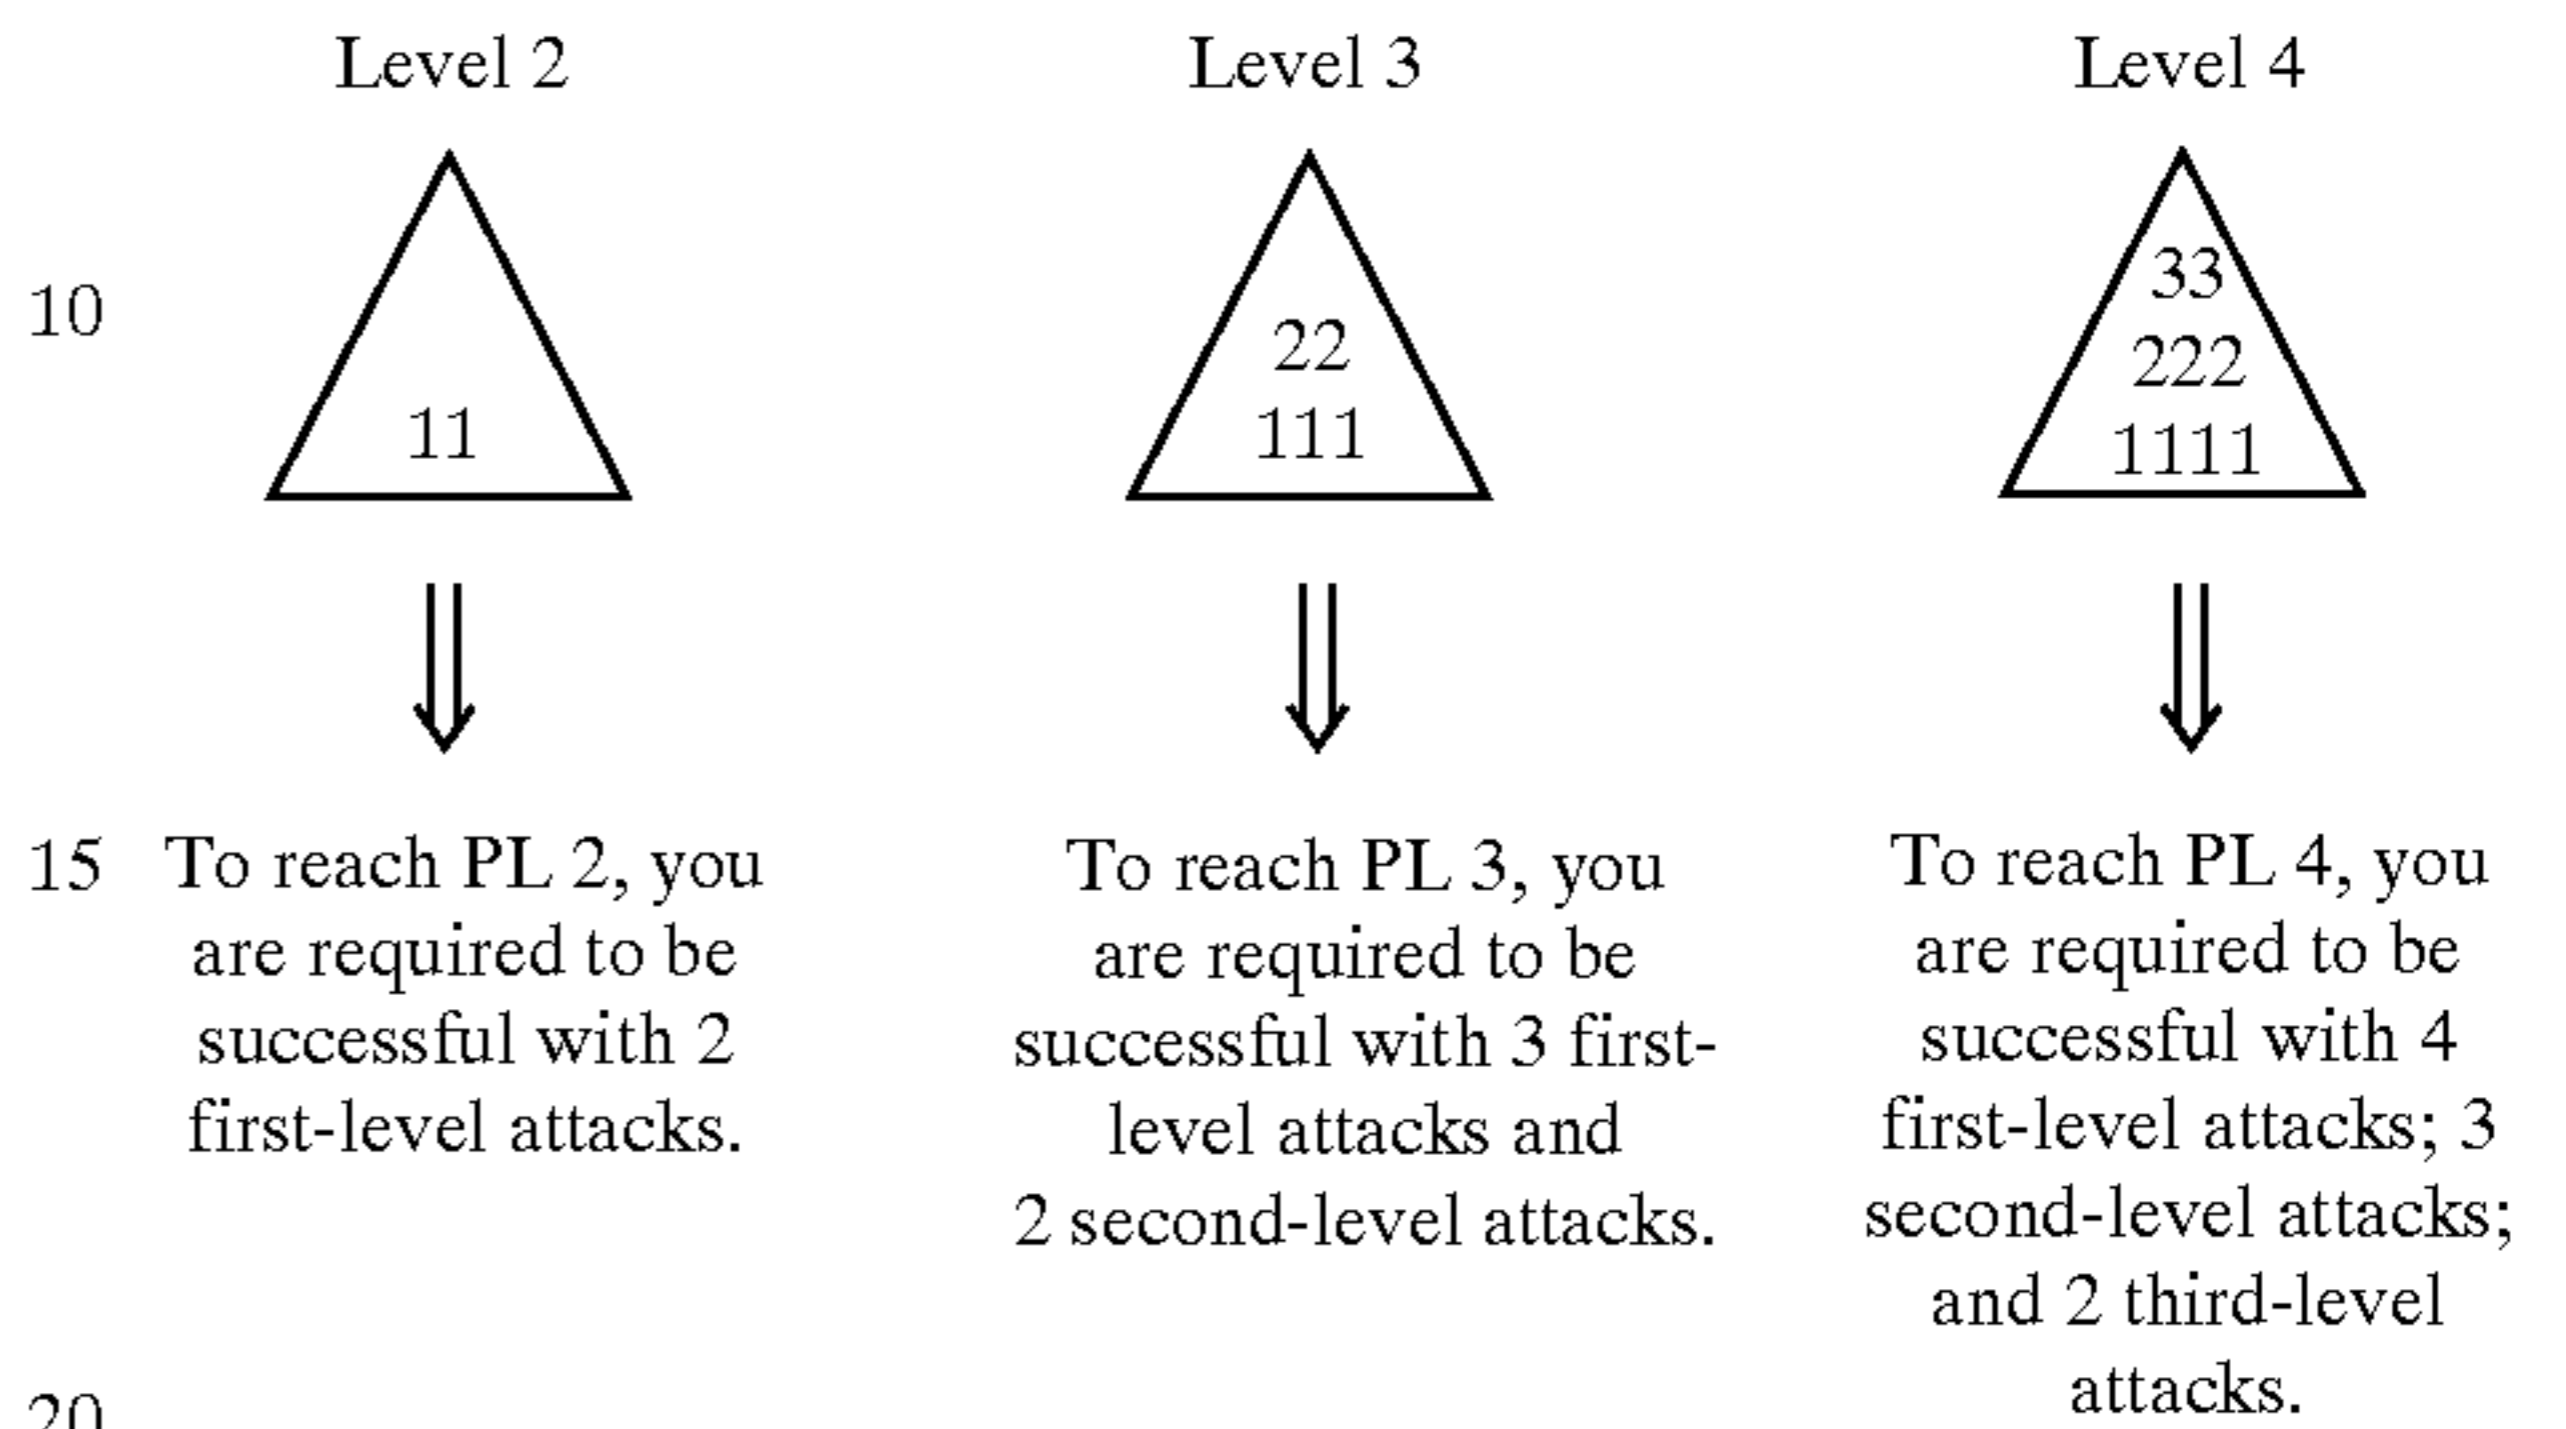 Level 2
Level 3
Level 4
10
11
22
111
33
222
1111
15
To reach PL 2, you
are required to be
successful with 2
first-level attacks.
To reach PL 3, you
are required to be
successful with 3 first-
level attacks and
2 second-level attacks.
To reach PL 4, you
are required to be
successful with 4
first-level attacks; 3
second-level attacks;
and 2 third-level
attacks.
20